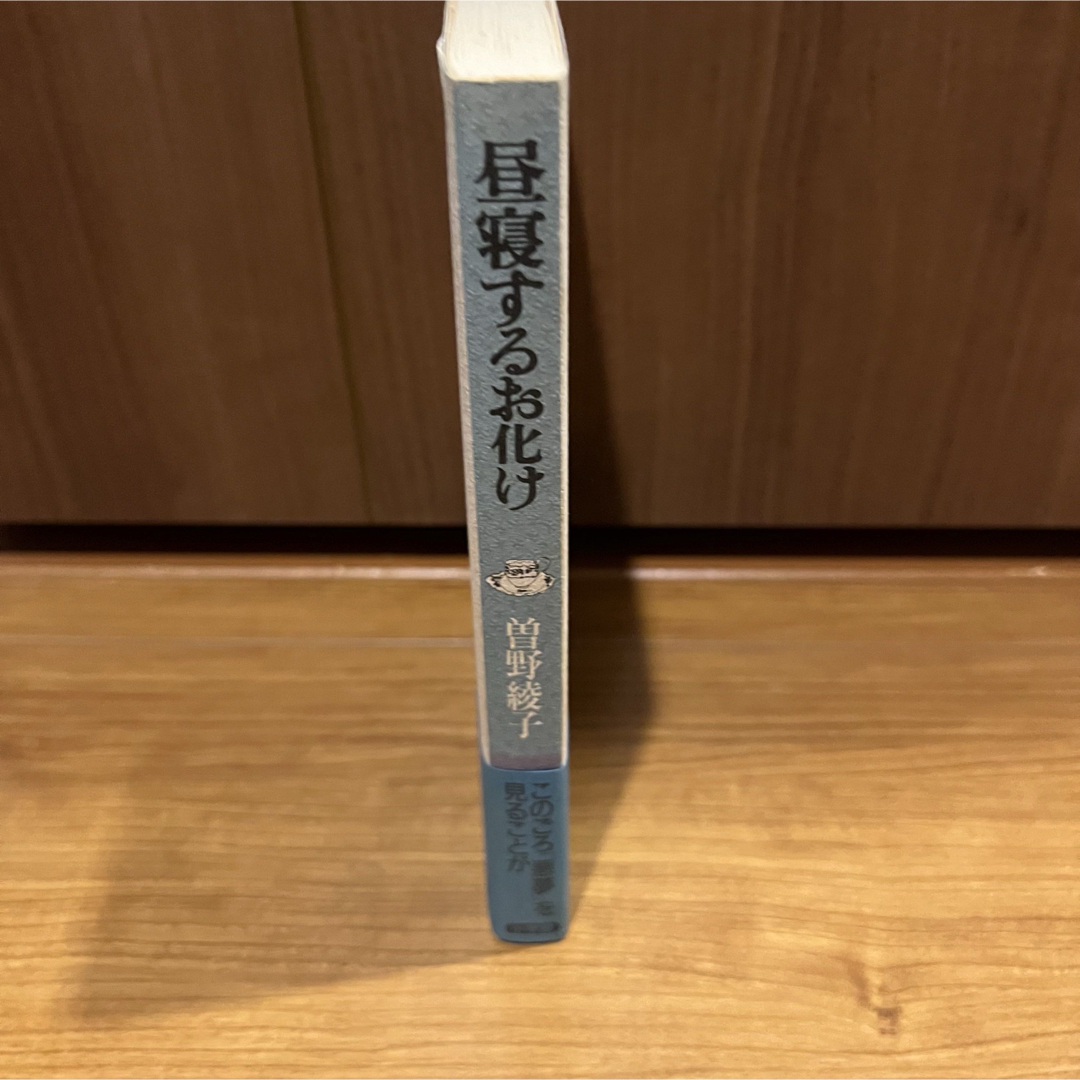 昼寝するお化け
曽野綾子
このごろ「悪夢」を
見ることが